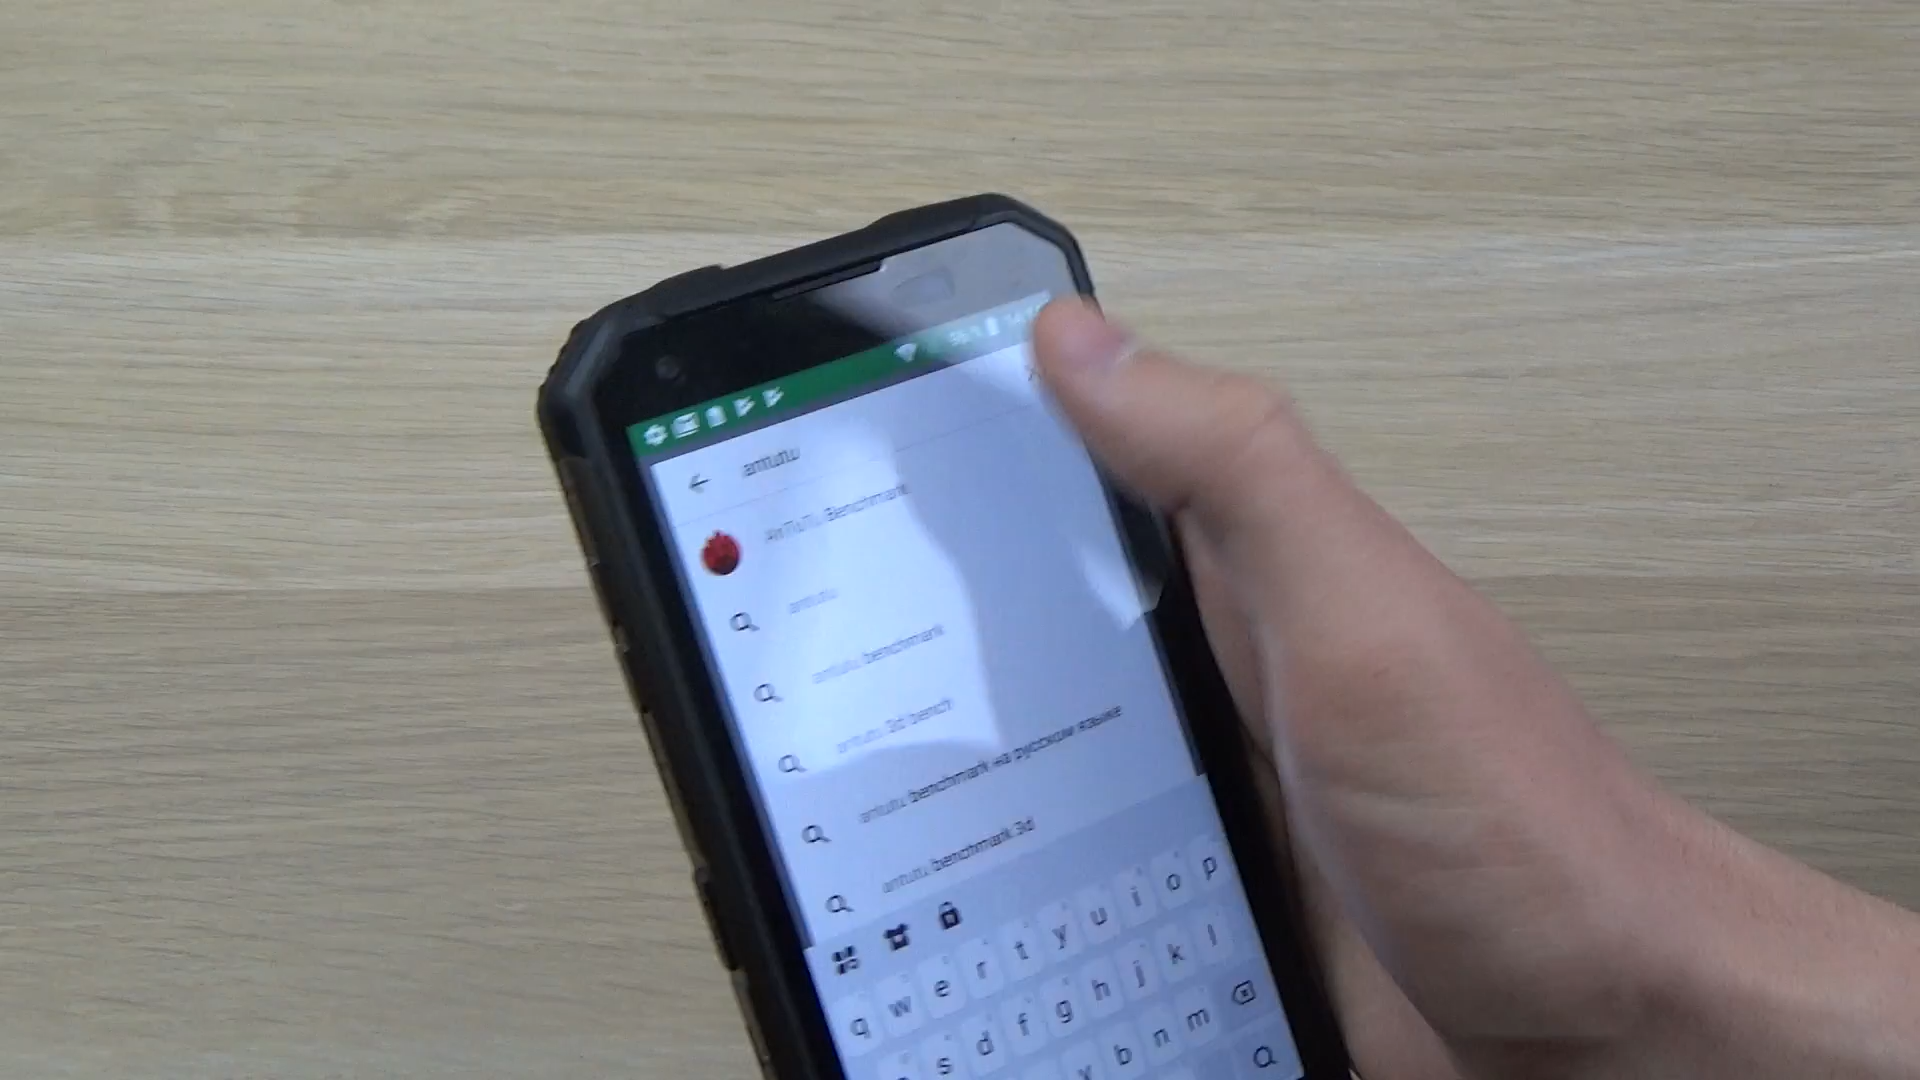 antutu
AnTuTu Benchmark
antutu
antutu benchmark
antutu 3d bench
antutu benchmark на русском языке
antutu benchmark 3d
q w e r t y u i o p
s d f g h j k l
v b n m